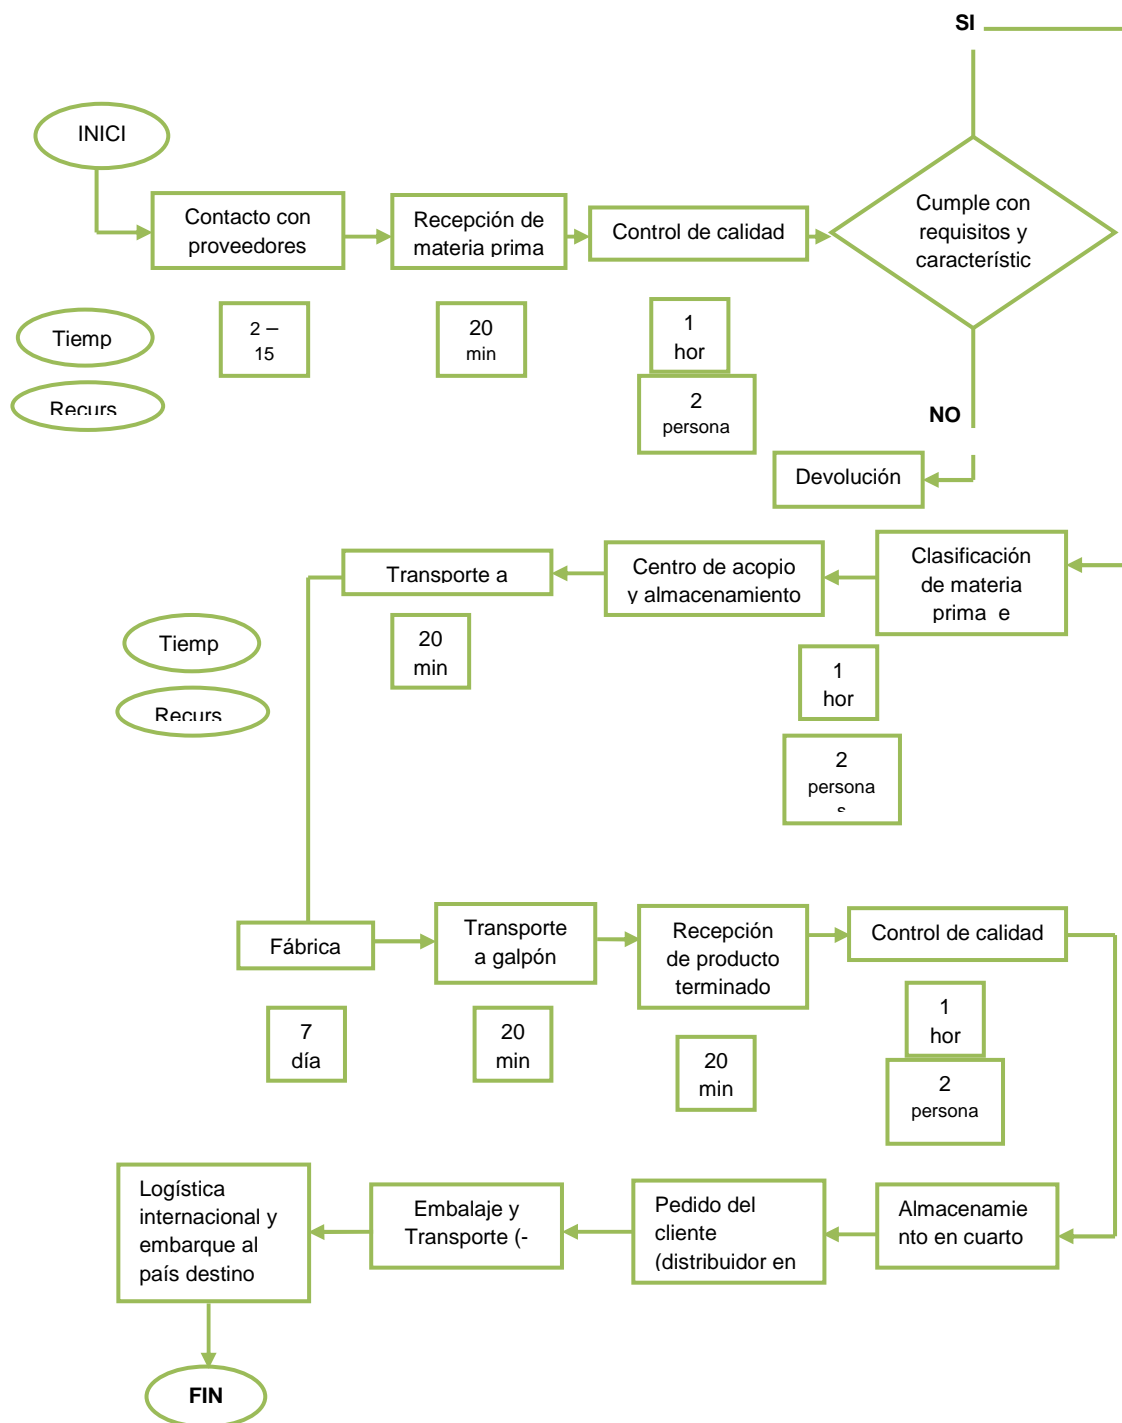 SI
INICI
Contacto con
proveedores
Recepción de
materia prima
Control de calidad
Cumple con
requisitos y
característic
Tiemp
2 –
15
20
min
1
hor
Recurs
2
persona
NO
Devolución
Transporte a
Centro de acopio
y almacenamiento
Clasificación
de materia
prima e
Tiemp
20
min
1
hor
Recurs
2
persona
s
Fábrica
Transporte
a galpón
Recepción
de producto
terminado
Control de calidad
7
día
20
min
20
min
1
hor
2
persona
Logística
internacional y
embarque al
país destino
Embalaje y
Transporte (-
Pedido del
cliente
(distribuidor en
Almacenamie
nto en cuarto
FIN